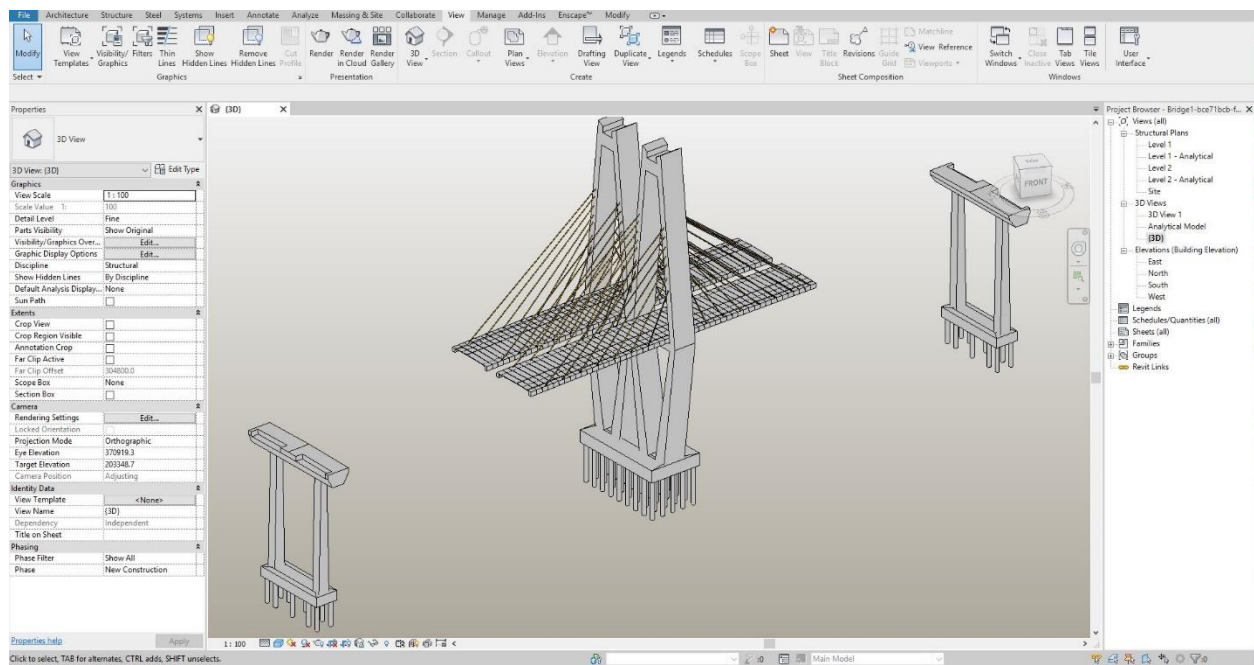 File Architecture Structure Steel Systems Insert Annotate Analyze Massing & Site Collaborate View Manage Add-Ins Enscape™ Modify
Modify View Templates Visibility/ Graphics Filters Thin Lines Show Hidden Lines Remove Hidden Lines Cut Profile Render Render in Cloud Render Gallery 3D View Section Callout Plan Views Elevation Drafting View Duplicate View Legends Schedules Scope Box Sheet View Title Block Revisions Guide Grid Matchline View Reference Viewports Switch Windows Close Inactive Tab Views Tile Views User Interface
Select Graphics Presentation Create Sheet Composition Windows
Properties
3D View
3D View: {3D} Edit Type
Graphics
View Scale 1 : 100
Scale Value 1: 100
Detail Level Fine
Parts Visibility Show Original
Visibility/Graphics Over... Edit...
Graphic Display Options Edit...
Discipline Structural
Show Hidden Lines By Discipline
Default Analysis Display... None
Sun Path
Extents
Crop View
Crop Region Visible
Annotation Crop
Far Clip Active
Far Clip Offset 304800.0
Scope Box None
Section Box
Camera
Rendering Settings Edit...
Locked Orientation
Projection Mode Orthographic
Eye Elevation 370919.3
Target Elevation 203348.7
Camera Position Adjusting
Identity Data
View Template <None>
View Name {3D}
Dependency Independent
Title on Sheet
Phasing
Phase Filter Show All
Phase New Construction
Properties help Apply
{3D}
FRONT
1 : 100
Project Browser - Bridge1-bce71bcb-f...
Views (all)
Structural Plans
Level 1
Level 1 - Analytical
Level 2
Level 2 - Analytical
Site
3D Views
3D View 1
Analytical Model
{3D}
Elevations (Building Elevation)
East
North
South
West
Legends
Schedules/Quantities (all)
Sheets (all)
Families
Groups
Revit Links
Click to select, TAB for alternates, CTRL adds, SHIFT unselects. :0 Main Model :0